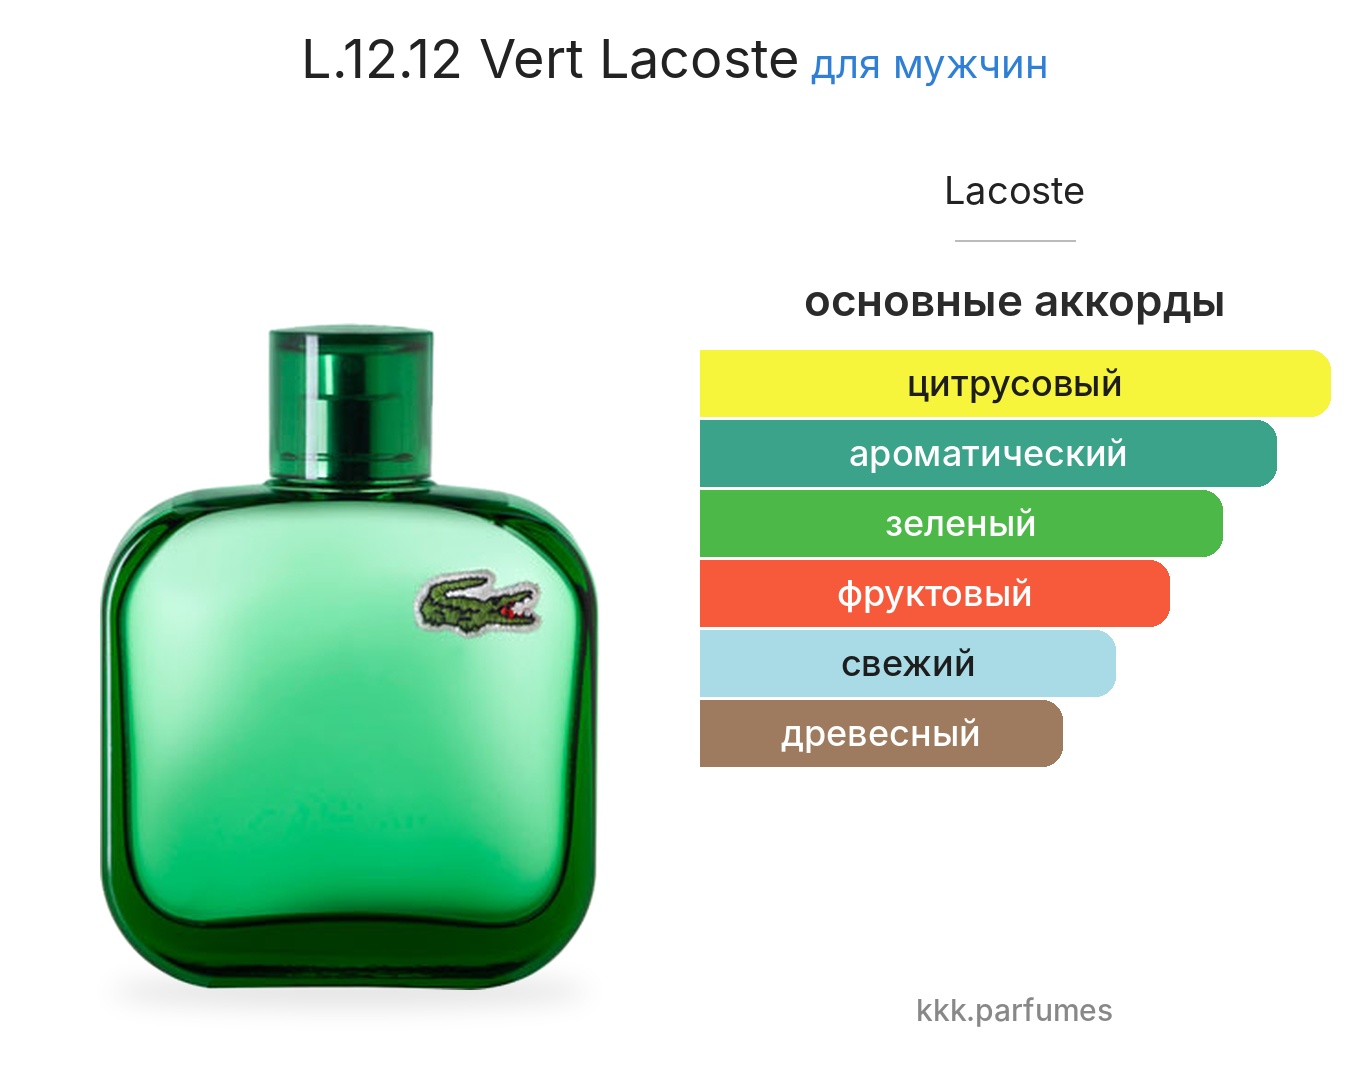 L.12.12 Vert Lacoste для мужчин
Lacoste
основные аккорды
цитрусовый
ароматический
зеленый
фруктовый
свежий
древесный
kkk.parfumes